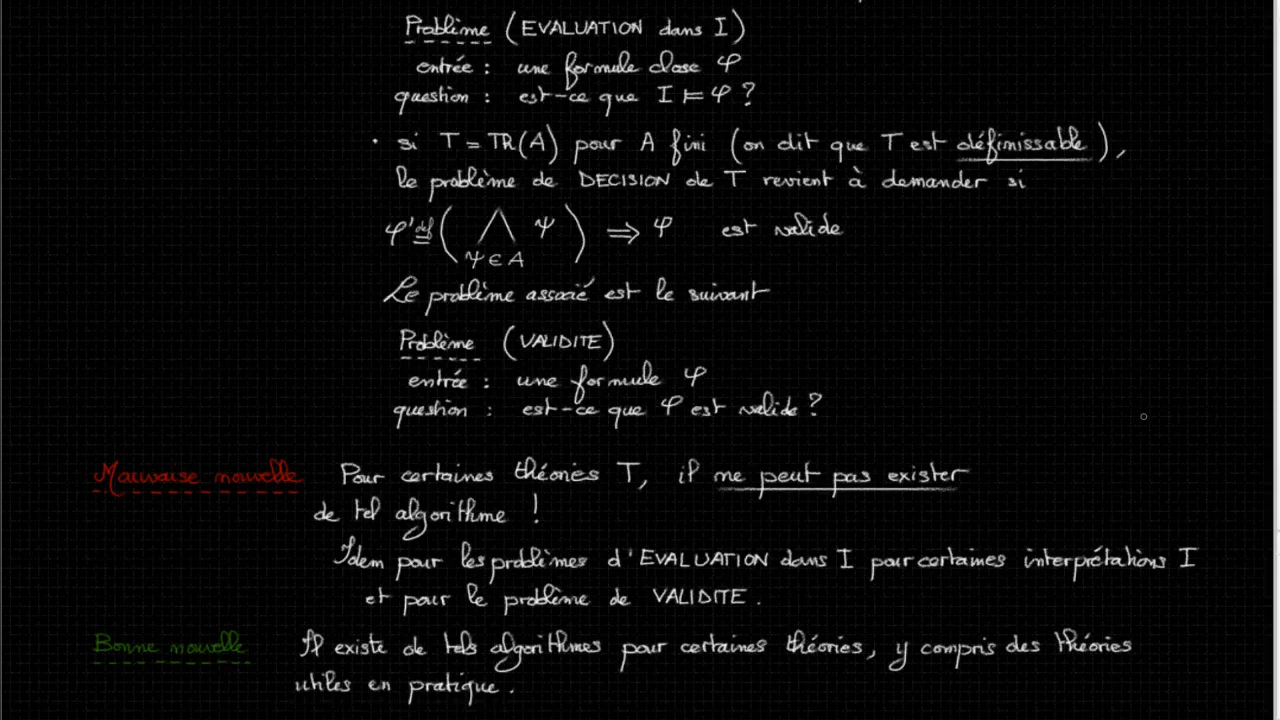 Problème (EVALUATION dans I)
entrée : une formule close φ
question : est-ce que I ⊨ φ ?
· si T = TR(A) pour A fini (on dit que T est définissable),
le problème de DECISION de T revient à demander si
φ' def= ( ⋀ ψ ) ⇒ φ est valide
ψ ∈ A
Le problème associé est le suivant
Problème (VALIDITE)
entrée : une formule φ
question : est-ce que φ est valide ?
Mauvaise nouvelle Pour certaines théories T, il ne peut pas exister
de tel algorithme !
Idem pour les problèmes d'EVALUATION dans I pour certaines interprétations I
et pour le problème de VALIDITE.
Bonne nouvelle Il existe de tels algorithmes pour certaines théories, y compris des théories
utiles en pratique.